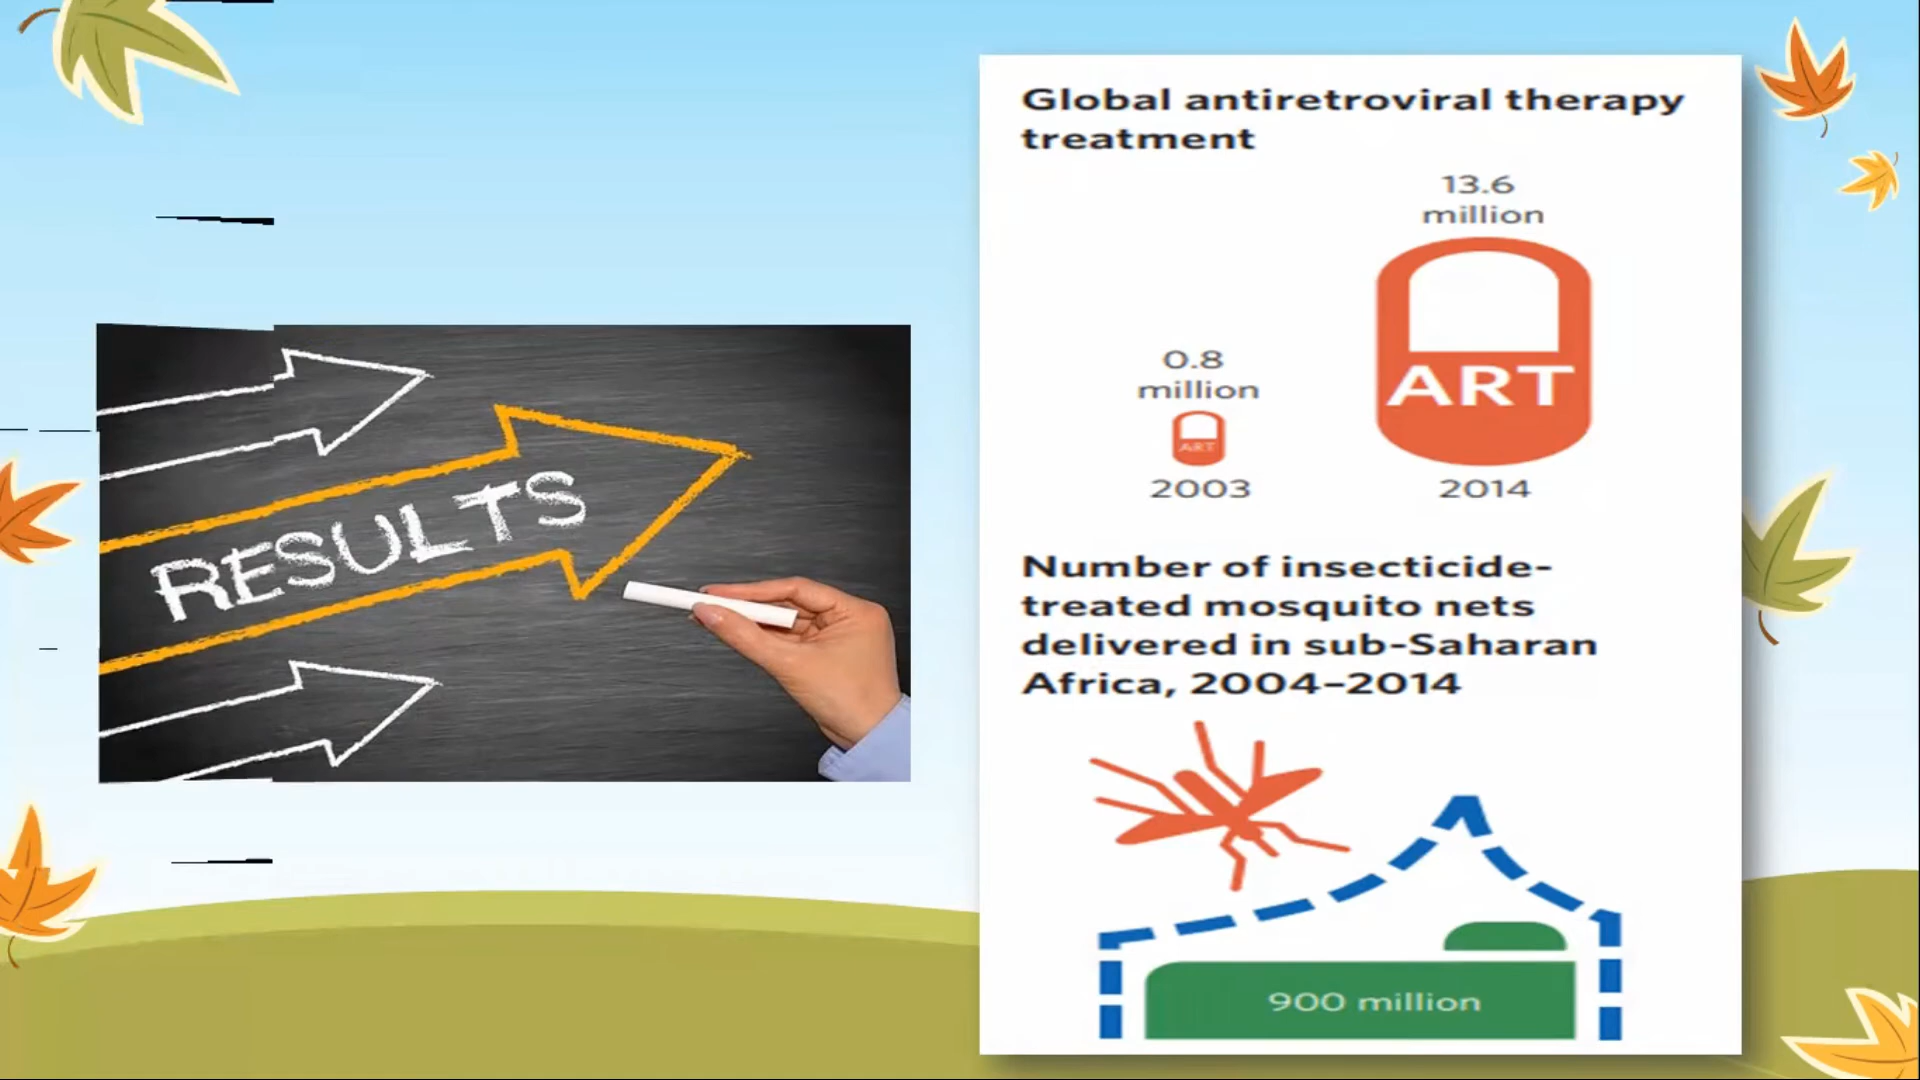 RESULTS
Global antiretroviral therapy
treatment
13.6
million
ART
0.8
million
ART
2003
2014
Number of insecticide-
treated mosquito nets
delivered in sub-Saharan
Africa, 2004–2014
900 million